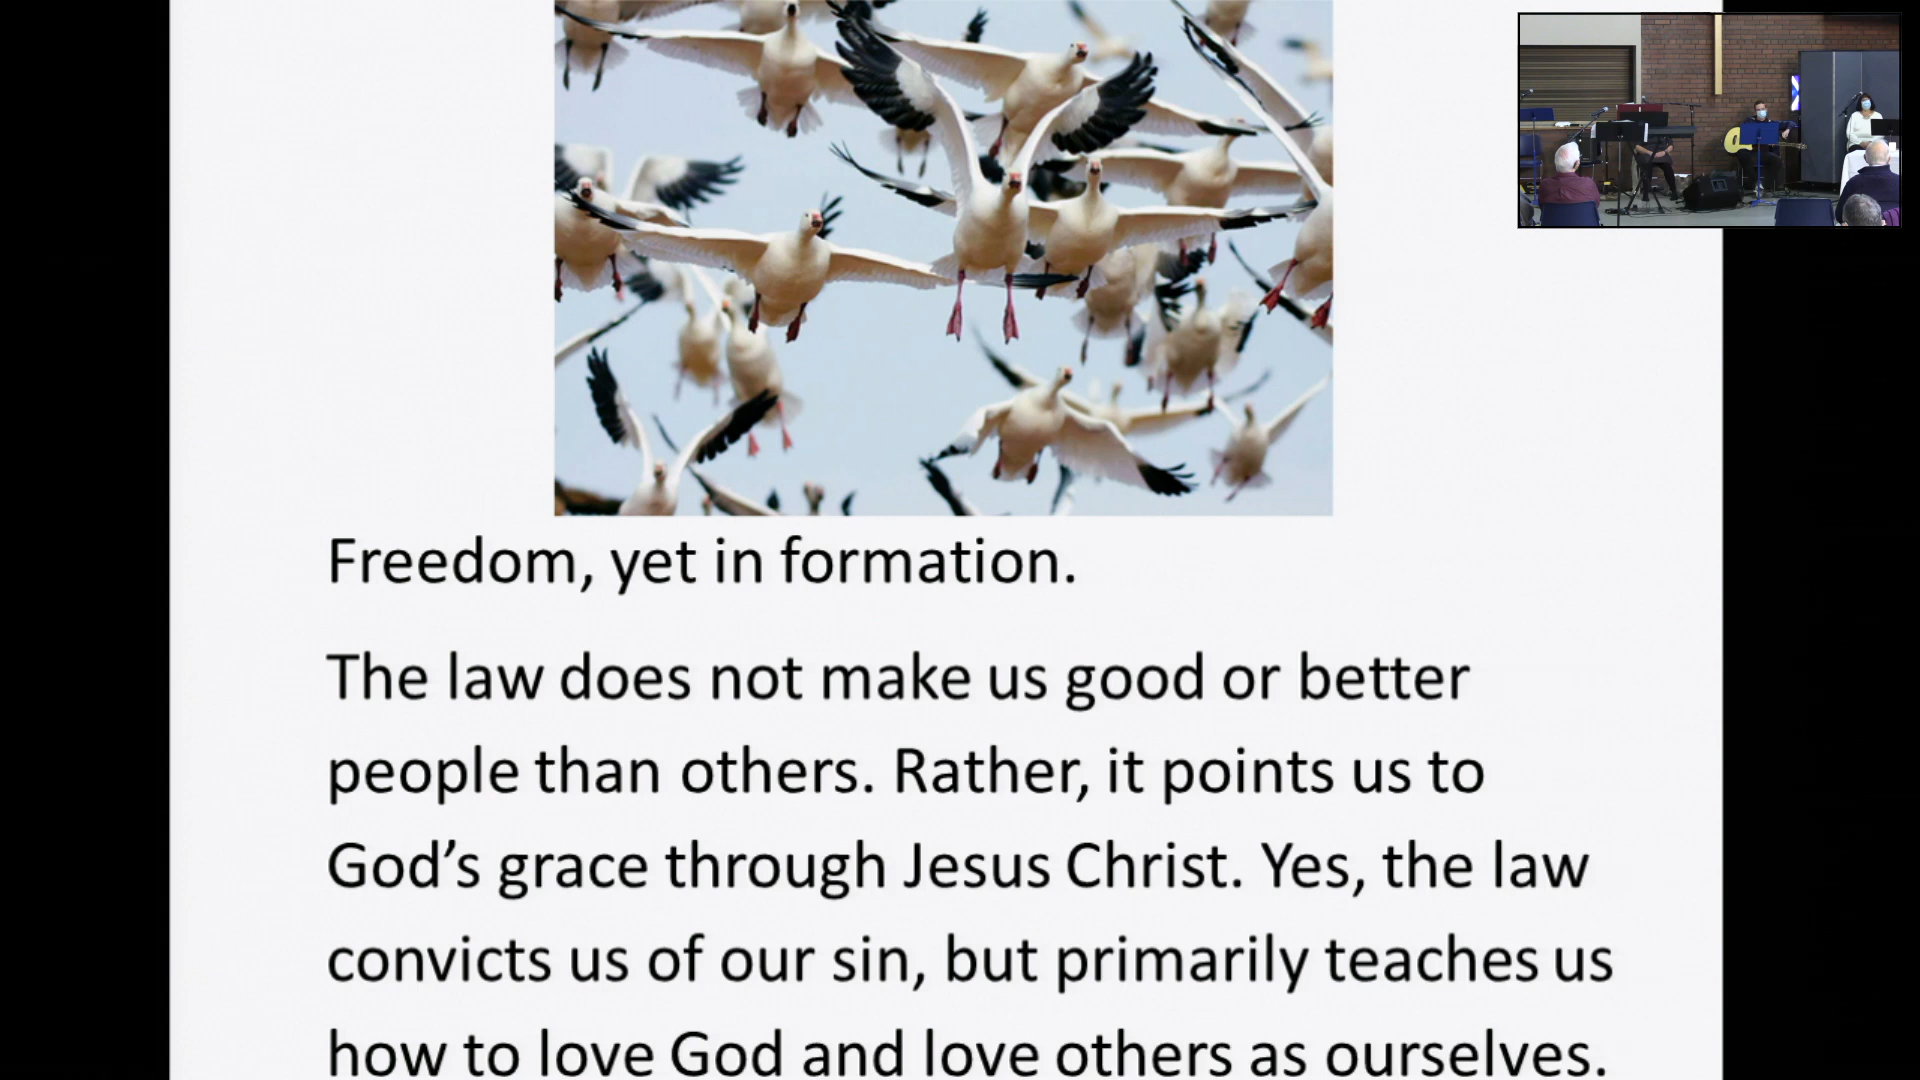 Freedom, yet in formation.
The law does not make us good or better
people than others. Rather, it points us to
God’s grace through Jesus Christ. Yes, the law
convicts us of our sin, but primarily teaches us
how to love God and love others as ourselves.